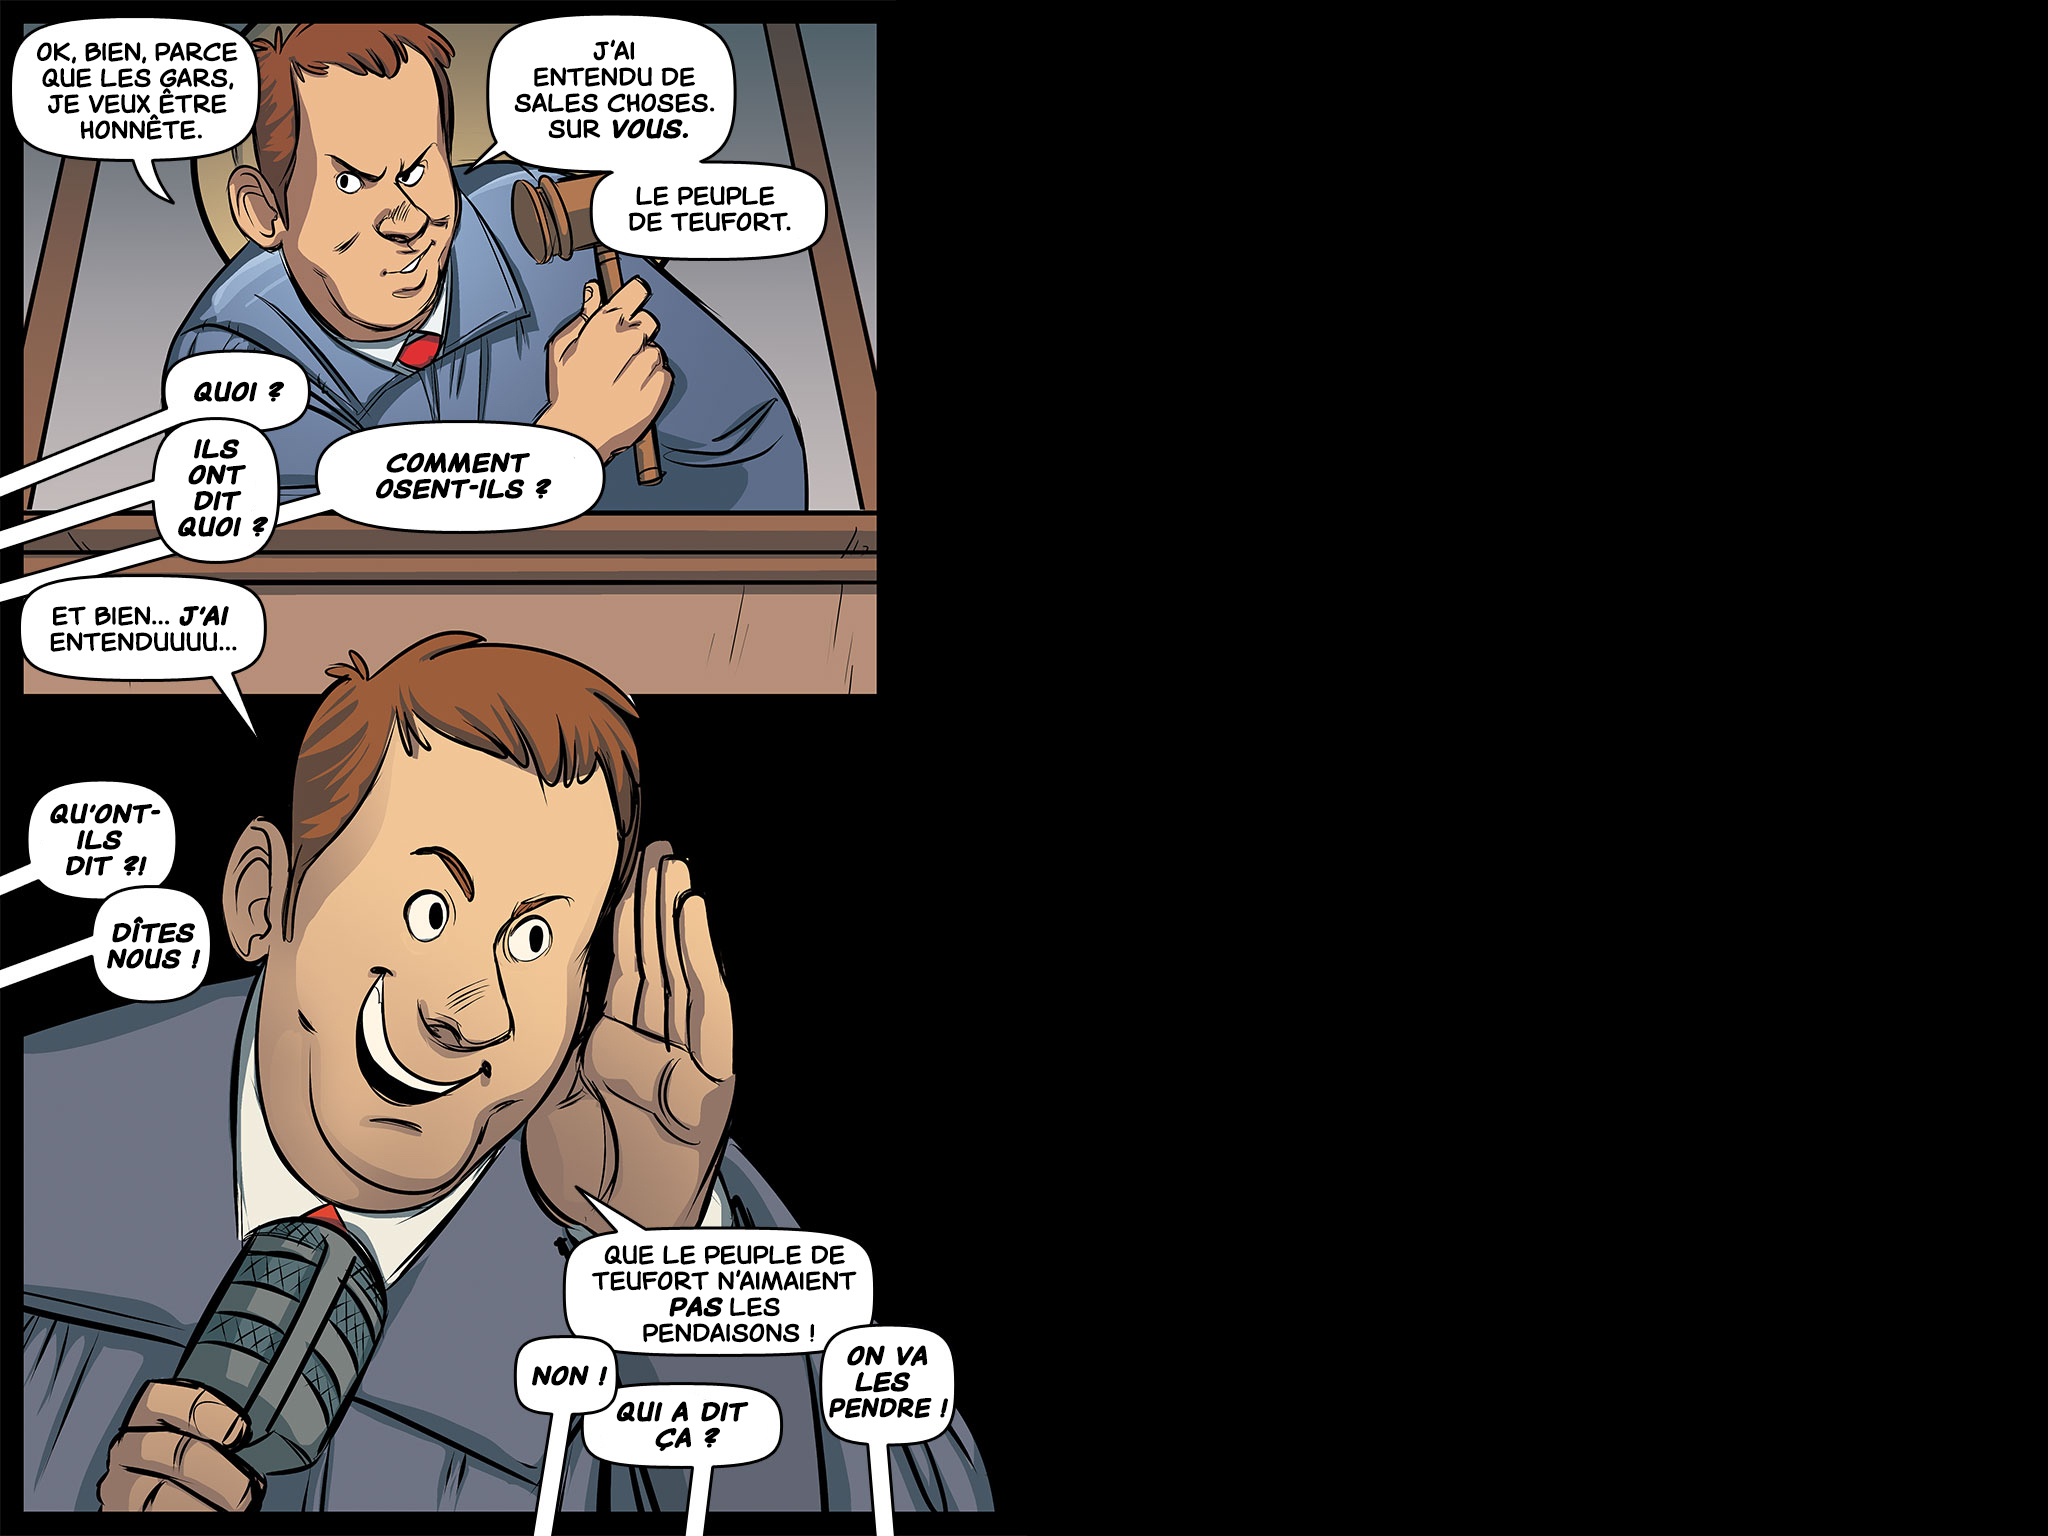 OK, BIEN, PARCE
QUE LES GARS,
JE VEUX ÊTRE
HONNÊTE.
J'AI
ENTENDU DE
SALES CHOSES.
SUR VOUS.
LE PEUPLE
DE TEUFORT.
QUOI ?
ILS
ONT
DIT
QUOI ?
COMMENT
OSENT-ILS ?
ET BIEN... J'AI
ENTENDUUUU...
QU'ONT-
ILS
DIT ?!
DÎTES
NOUS !
QUE LE PEUPLE DE
TEUFORT N'AIMAIENT
PAS LES
PENDAISONS !
NON !
QUI A DIT
ÇA ?
ON VA
LES
PENDRE !